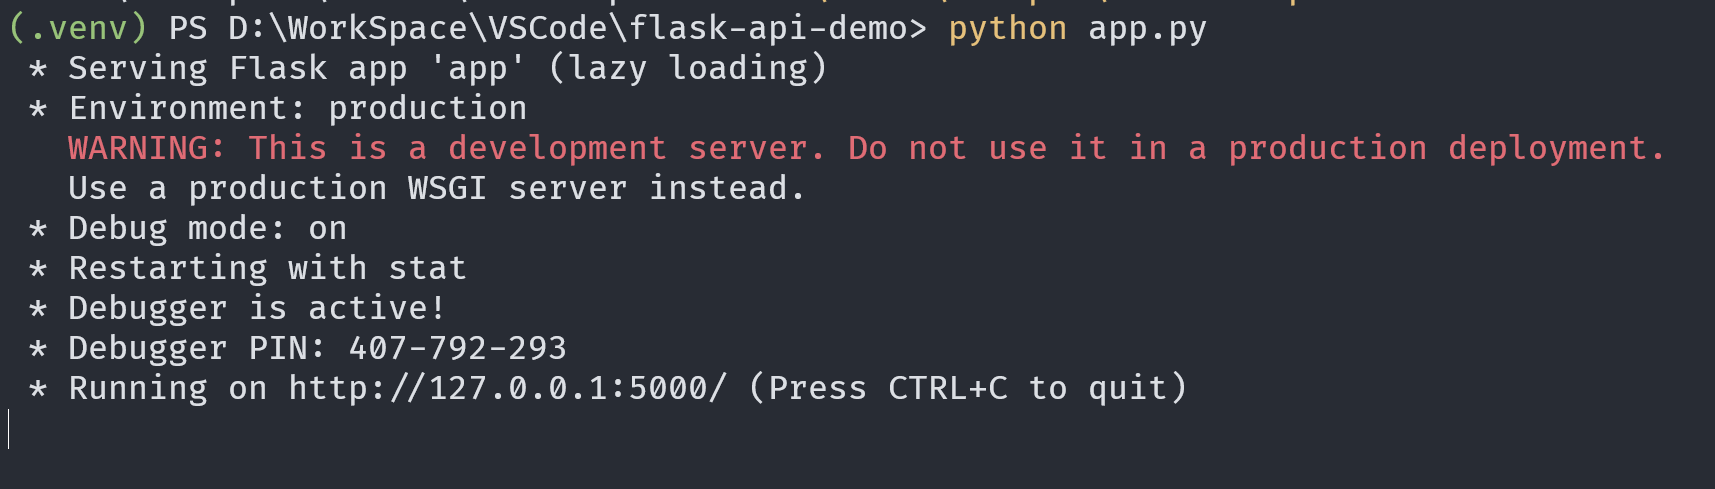 (.venv) PS D:\WorkSpace\VSCode\flask-api-demo> python app.py
 * Serving Flask app 'app' (lazy loading)
 * Environment: production
   WARNING: This is a development server. Do not use it in a production deployment.
   Use a production WSGI server instead.
 * Debug mode: on
 * Restarting with stat
 * Debugger is active!
 * Debugger PIN: 407-792-293
 * Running on http://127.0.0.1:5000/ (Press CTRL+C to quit)